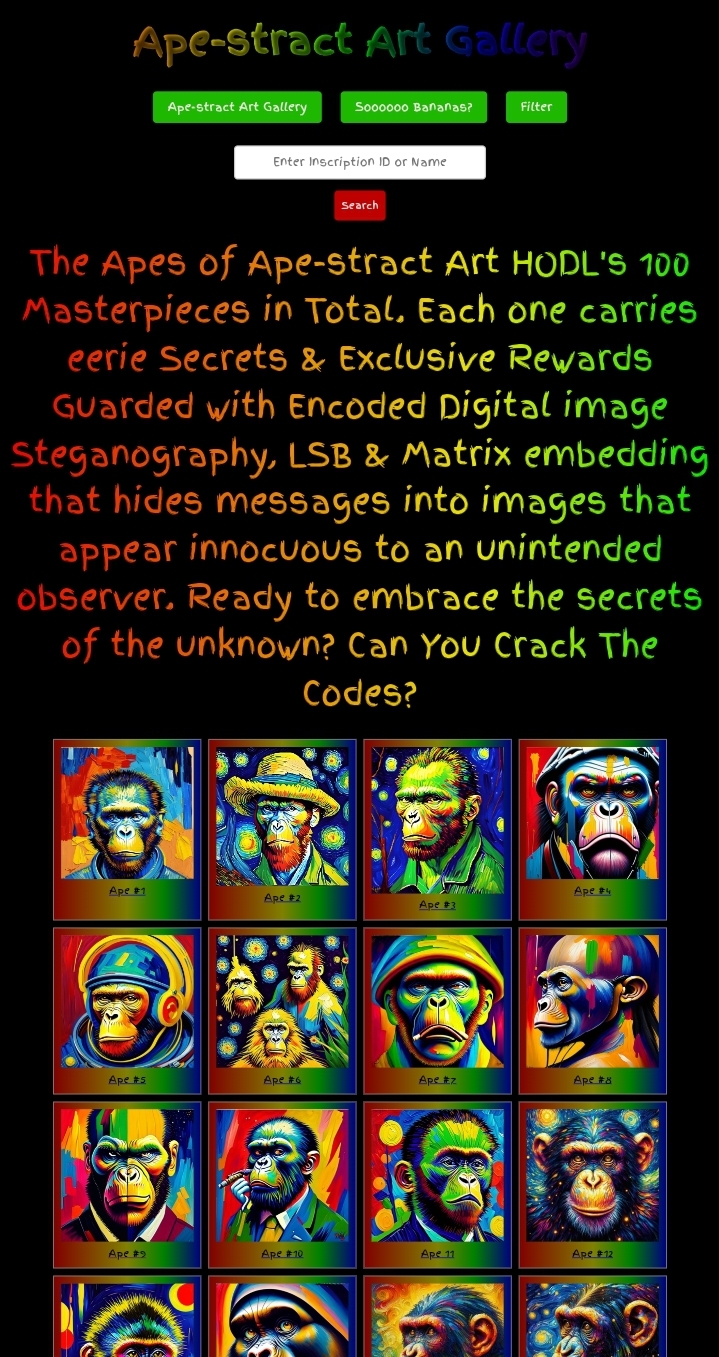 Ape-stract Art Gallery
Ape-stract Art Gallery
Soooooo Bananas?
Filter
Enter Inscription ID or Name
Search
The Apes of Ape-stract Art HODL's 100
Masterpieces in Total. Each one carries
eerie Secrets & Exclusive Rewards
Guarded with Encoded Digital image
Steganography, LSB & Matrix embedding
that hides messages into images that
appear innocuous to an unintended
observer. Ready to embrace the secrets
of the unknown? Can You Crack The
Codes?
Ape #1
Ape #2
Ape #3
Ape #4
Ape #5
Ape #6
Ape #7
Ape #8
Ape #9
Ape #10
Ape 11
Ape #12